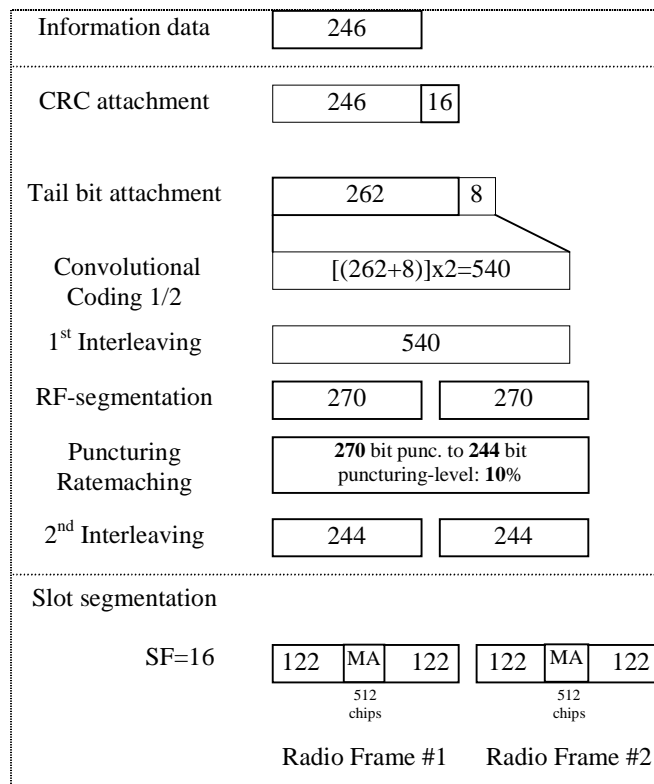 Information data 246
CRC attachment 246 16
Tail bit attachment 262 8
Convolutional
Coding 1/2
[(262+8)]x2=540
1st Interleaving 540
RF-segmentation 270 270
Puncturing
Ratemaching
270 bit punc. to 244 bit
puncturing-level: 10%
2nd Interleaving 244 244
Slot segmentation
SF=16 122 MA 122 122 MA 122
512 512
chips chips
Radio Frame #1 Radio Frame #2